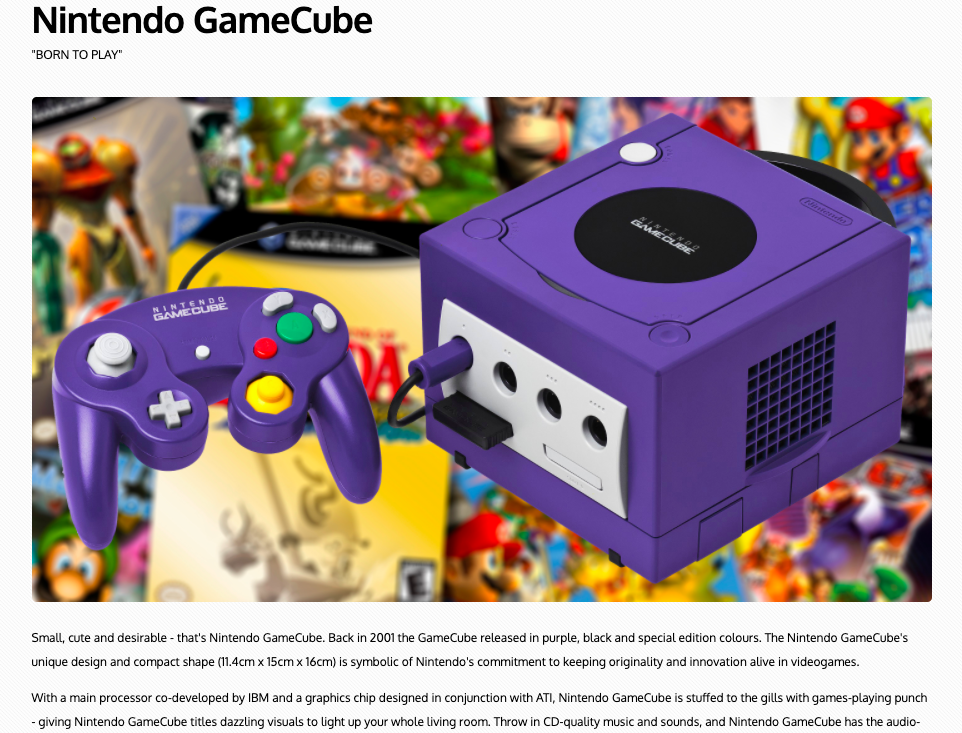 Nintendo GameCube
"BORN TO PLAY"
NINTENDO
GAMECUBE
NINTENDO
GAMECUBE
Nintendo
GAMECUBE
Small, cute and desirable - that's Nintendo GameCube. Back in 2001 the GameCube released in purple, black and special edition colours. The Nintendo GameCube's
unique design and compact shape (11.4cm x 15cm x 16cm) is symbolic of Nintendo's commitment to keeping originality and innovation alive in videogames.
With a main processor co-developed by IBM and a graphics chip designed in conjunction with ATI, Nintendo GameCube is stuffed to the gills with games-playing punch
- giving Nintendo GameCube titles dazzling visuals to light up your whole living room. Throw in CD-quality music and sounds, and Nintendo GameCube has the audio-